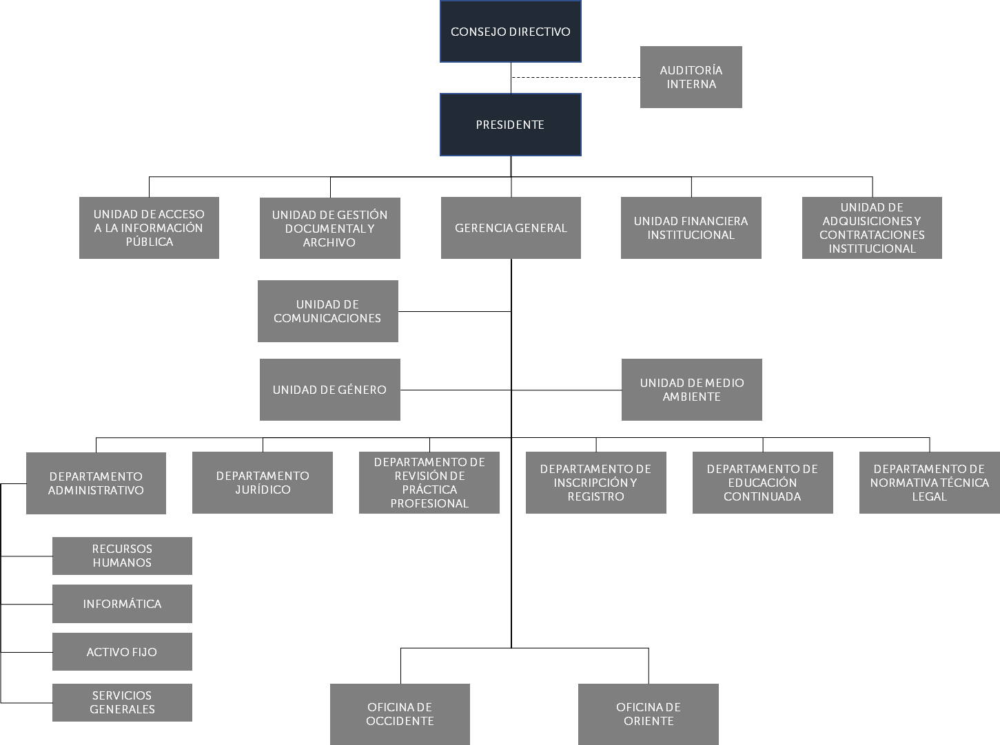 CONSEJO DIRECTIVO
AUDITORÍA
INTERNA
PRESIDENTE
UNIDAD DE ACCESO
A LA INFORMACIÓN
PÚBLICA
UNIDAD DE GESTIÓN
DOCUMENTAL Y
ARCHIVO
GERENCIA GENERAL
UNIDAD FINANCIERA
INSTITUCIONAL
UNIDAD DE
ADQUISICIONES Y
CONTRATACIONES
INSTITUCIONAL
UNIDAD DE
COMUNICACIONES
UNIDAD DE GÉNERO
UNIDAD DE MEDIO
AMBIENTE
DEPARTAMENTO
ADMINISTRATIVO
DEPARTAMENTO
JURÍDICO
DEPARTAMENTO DE
REVISIÓN DE
PRÁCTICA
PROFESIONAL
DEPARTAMENTO DE
INSCRIPCIÓN Y
REGISTRO
DEPARTAMENTO DE
EDUCACIÓN
CONTINUADA
DEPARTAMENTO DE
NORMATIVA TÉCNICA
LEGAL
RECURSOS
HUMANOS
INFORMÁTICA
ACTIVO FIJO
SERVICIOS
GENERALES
OFICINA DE
OCCIDENTE
OFICINA DE
ORIENTE